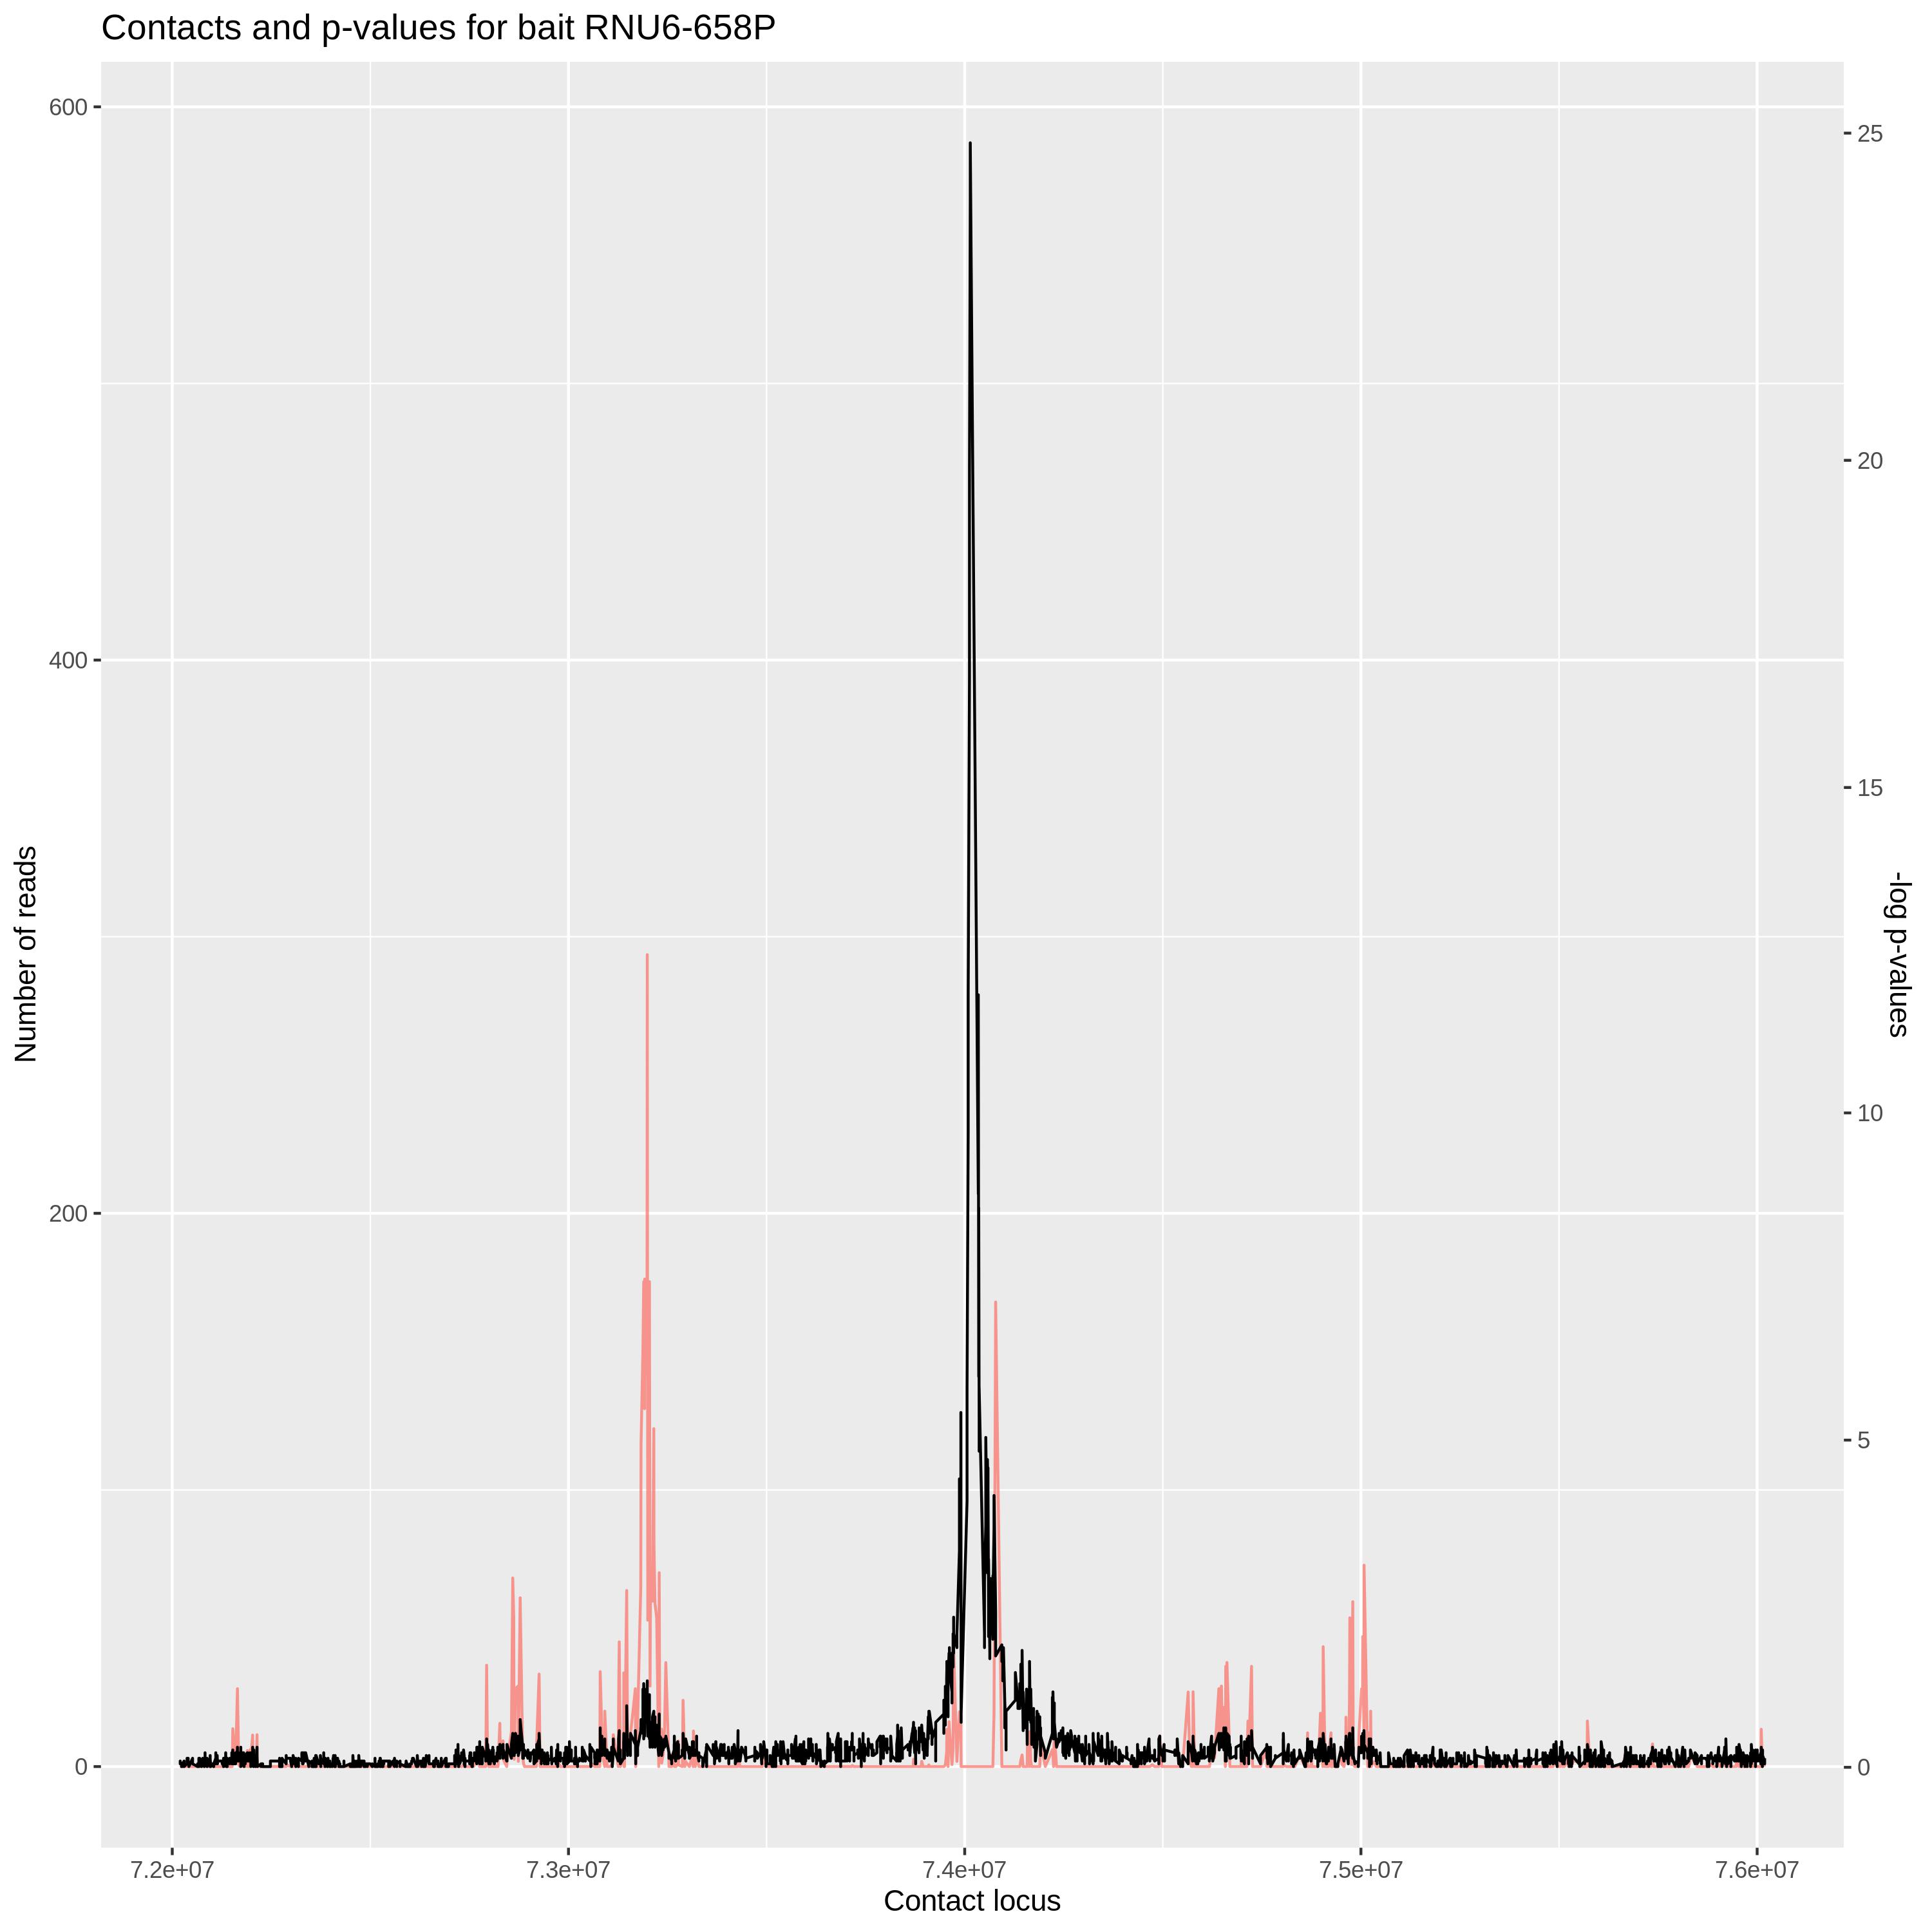 Contacts and p-values for bait RNU6-658P
600
400
200
0
Number of reads
25
20
15
10
5
0
-log p-values
7.2e+07 7.3e+07 7.4e+07 7.5e+07 7.6e+07
Contact locus